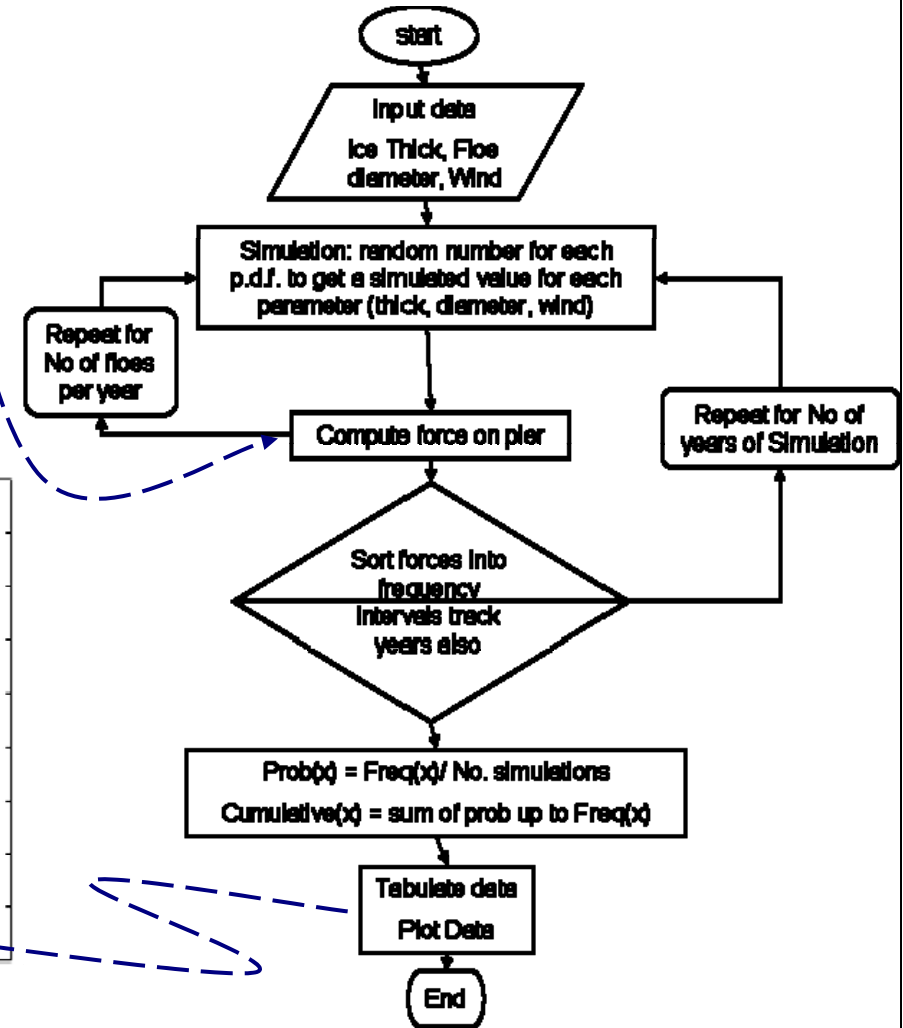 start
Input data
Ice Thick, Floe
diameter, Wind
Simulation: random number for each
p.d.f. to get a simulated value for each
parameter (thick, diameter, wind)
Repeat for
No of floes
per year
Compute force on pier
Repeat for No of
years of Simulation
Sort forces into
frequency
intervals track
years also
Prob(x) = Freq(x)/ No. simulations
Cumulative(x) = sum of prob up to Freq(x)
Tabulate data
Plot Data
End